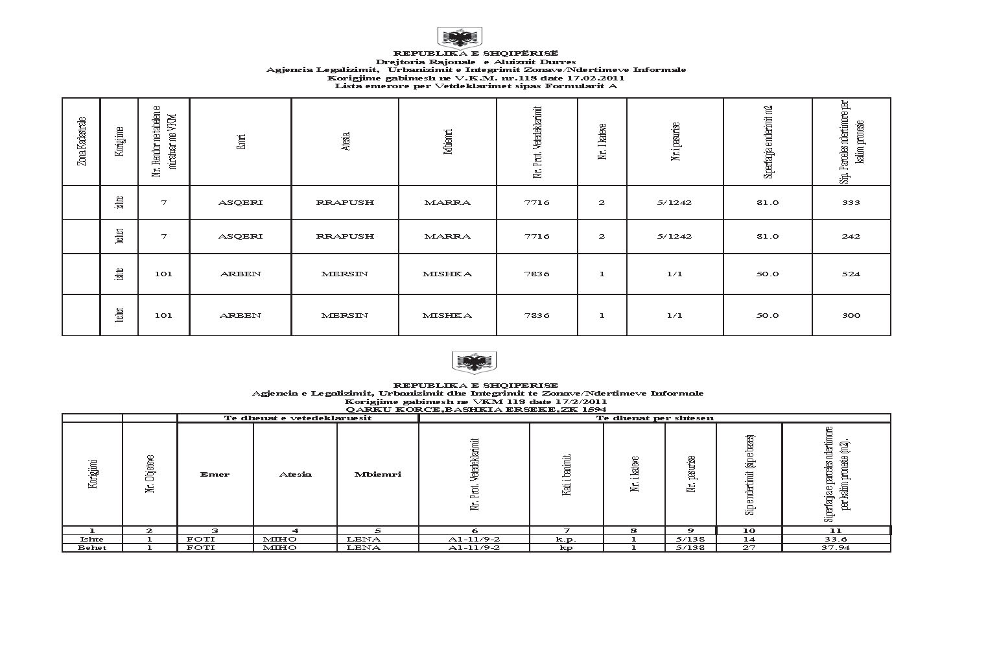 REPUBLIKA E SHQIPËRISË
Drejtoria Rajonale e Aluiznit Durres
Agjencia Legalizimit, Urbanizimit e Integrimit Zonave/Ndertimeve Informale
Korigjime gabimesh ne V.K.M. nr.118 date 17.02.2011
Lista emerore per Vetdeklarimet sipas Formularit A
Zona Kadastrale
Korigjime
Nr. Rendor ne tabelen e
miratuar me VKM
Emri
Atesia
Mbiemri
Nr. Prot. Vetedeklarimit
Nr. I kateve
Nr.i pasurise
Siperfaqja e ndertimit m2
Sip. Parceles ndertimore per
kalim pronesie
ishte 7 ASQERI RRAPUSH MARRA 7716 2 5/1242 81.0 333
behet 7 ASQERI RRAPUSH MARRA 7716 2 5/1242 81.0 242
ishte 101 ARBEN MERSIN MISHKA 7836 1 1/1 50.0 524
behet 101 ARBEN MERSIN MISHKA 7836 1 1/1 50.0 300
REPUBLIKA E SHQIPERISE
Agjencia e Legalizimit, Urbanizimit dhe Integrimit te Zonave/Ndertimeve Informale
Korigjime gabimesh ne VKM 118 date 17/2/2011
QARKU KORCE,BASHKIA ERSEKE,ZK 1594
Te dhenat e vetedeklaruesit Te dhenat per shtesen
Korigjimi
Nr. Objeteve
Emer
Atesia
Mbiemri
Nr. Prot. Vetedeklarimit
Kati i banimit.
Nr. i kateve
Nr. pasurise
Sip e ndertimit (sip e bazes)
Siperfaqja e parceles ndertimore
per kalim pronesie (m2).
1 2 3 4 5 6 7 8 9 10 11
Ishte 1 FOTI MIHO LENA A1-11/9-2 k.p. 1 5/138 14 33.6
Behet 1 FOTI MIHO LENA A1-11/9-2 kp 1 5/138 27 37.94